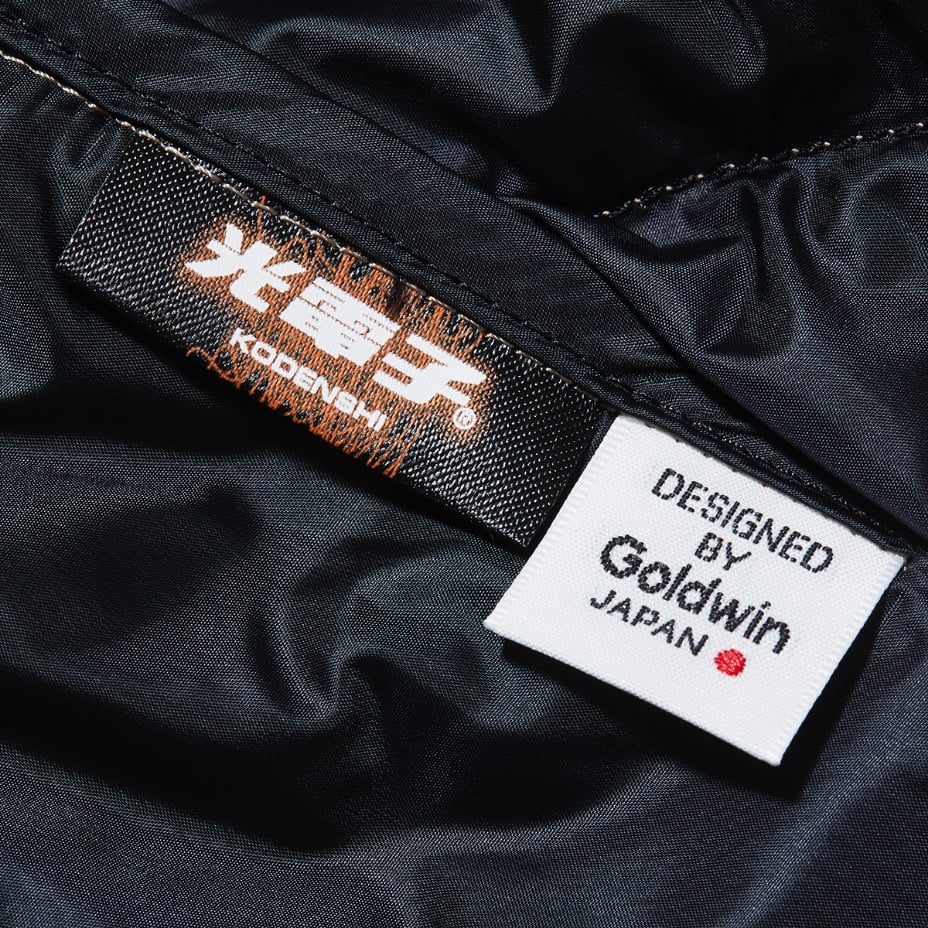 光電子®
KODENSHI
DESIGNED
BY
Goldwin
JAPAN